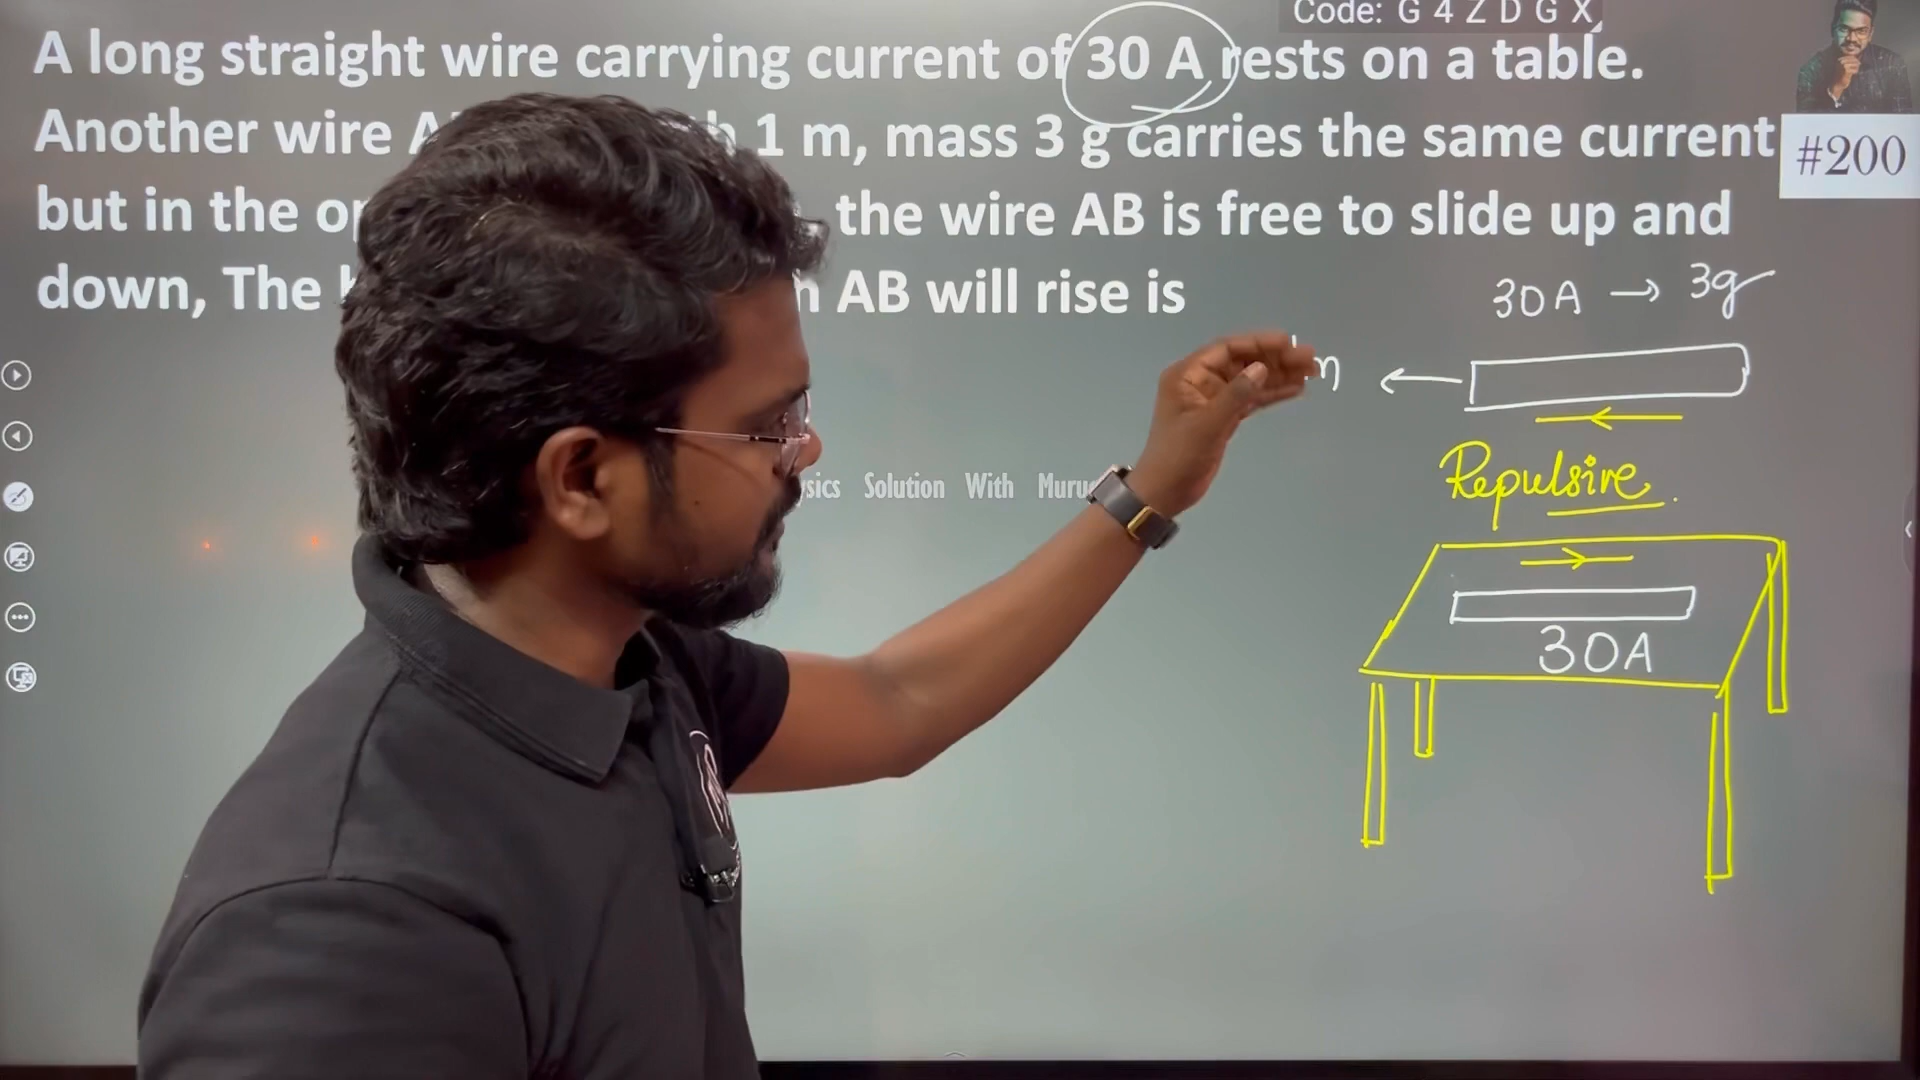 Code: G 4 Z D G X
A long straight wire carrying current of 30 A rests on a table.
Another wire 1 m, mass 3 g carries the same current
#200
but in the the wire AB is free to slide up and
down, The AB will rise is
30A → 3g
Solution With
Repulsive.
30A